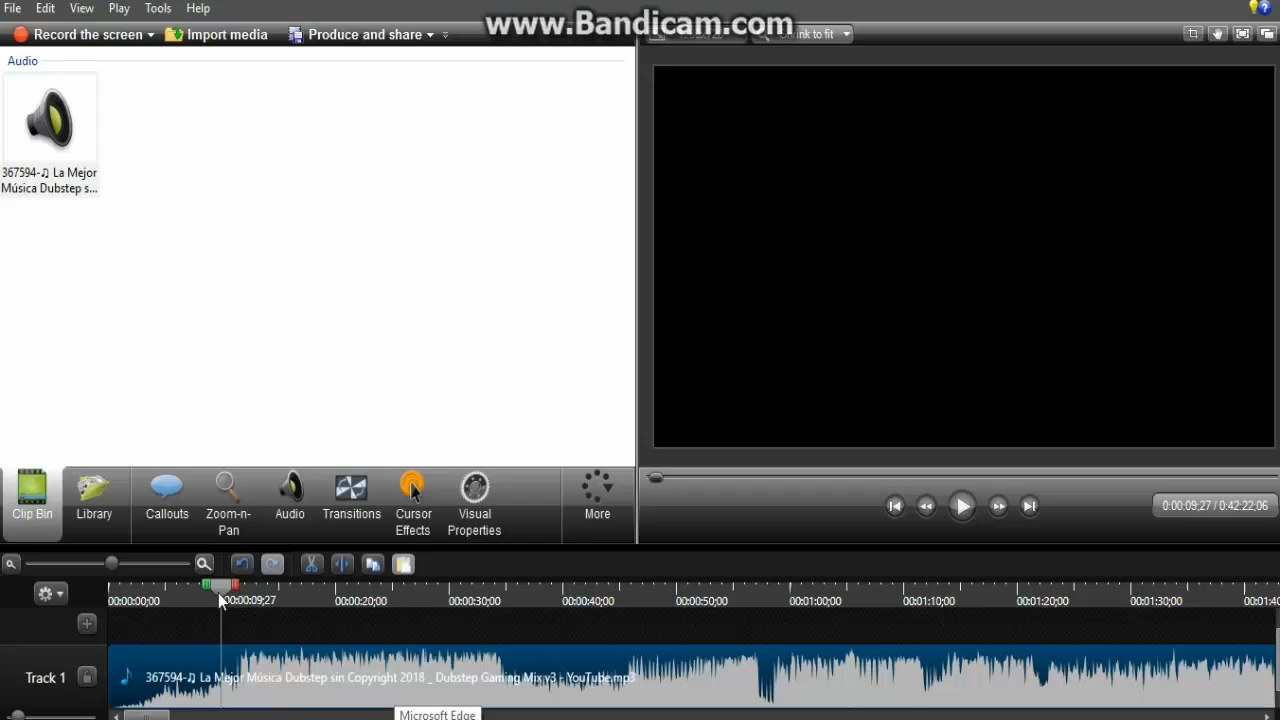 File Edit View Play Tools Help
www.Bandicam.com
Record the screen Import media Produce and share
to fit
Audio
367594-♫ La Mejor
Música Dubstep s...
Clip Bin Library Callouts Zoom-n-Pan Audio Transitions Cursor Effects Visual Properties More
0:00:09;27 / 0:42:22;06
00:00:00;00 00:00:09;27 00:00:20;00 00:00:30;00 00:00:40;00 00:00:50;00 00:01:00;00 00:01:10;00 00:01:20;00 00:01:30;00 00:01:40
Track 1
367594-♫ La Mejor Música Dubstep sin Copyright 2018 _ Dubstep Gaming Mix v3 - YouTube.mp3
Microsoft Edge